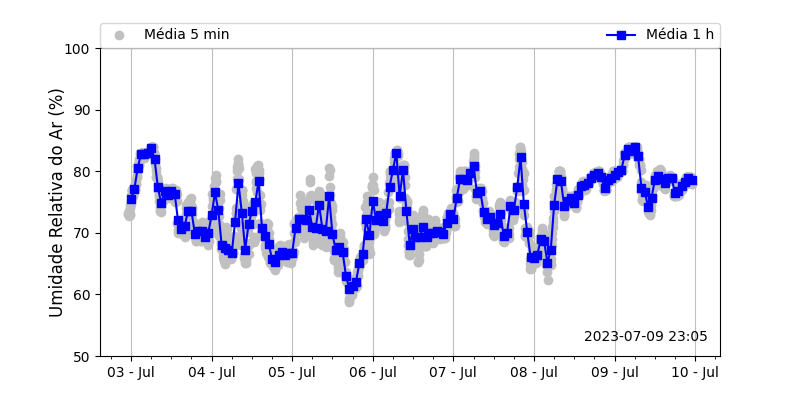 Média 5 min
Média 1 h
Umidade Relativa do Ar (%)
100
90
80
70
60
50
2023-07-09 23:05
03 - Jul
04 - Jul
05 - Jul
06 - Jul
07 - Jul
08 - Jul
09 - Jul
10 - Jul